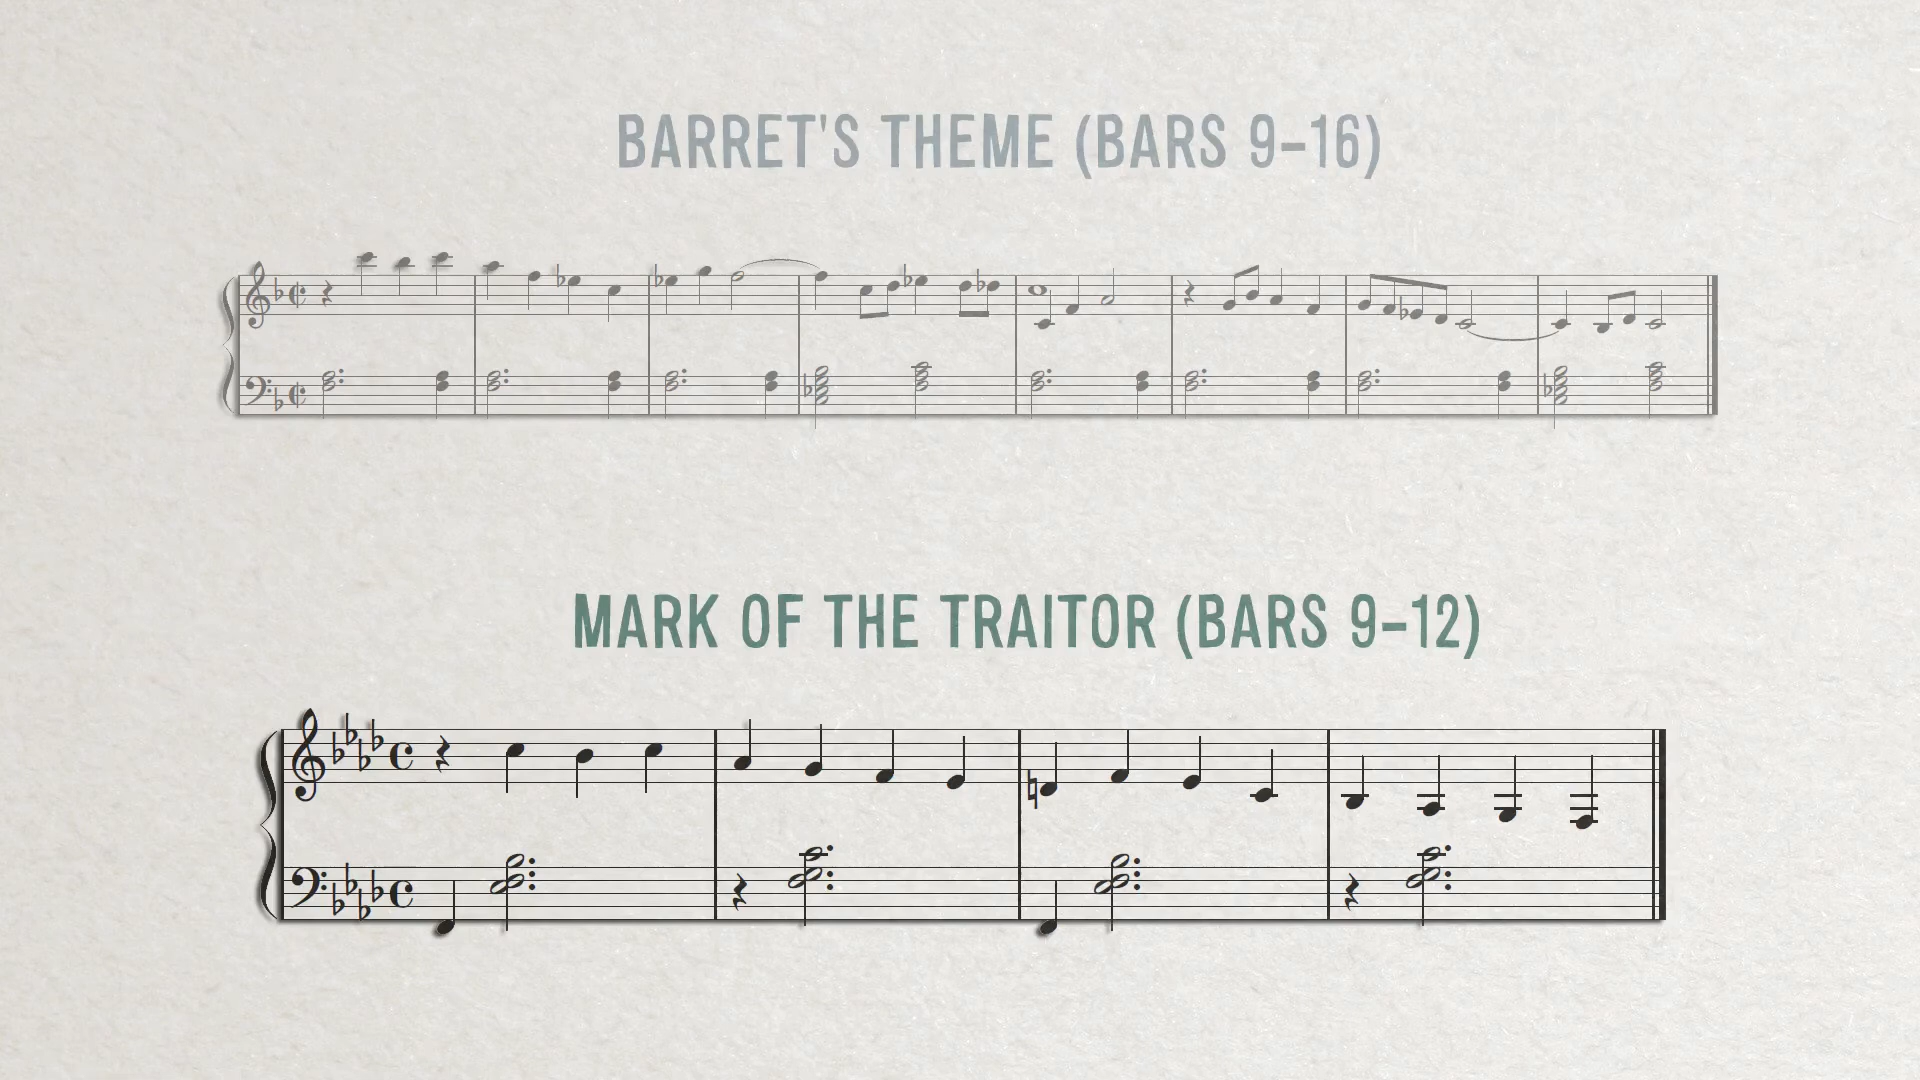 BARRET'S THEME (BARS 9–16)
MARK OF THE TRAITOR (BARS 9–12)